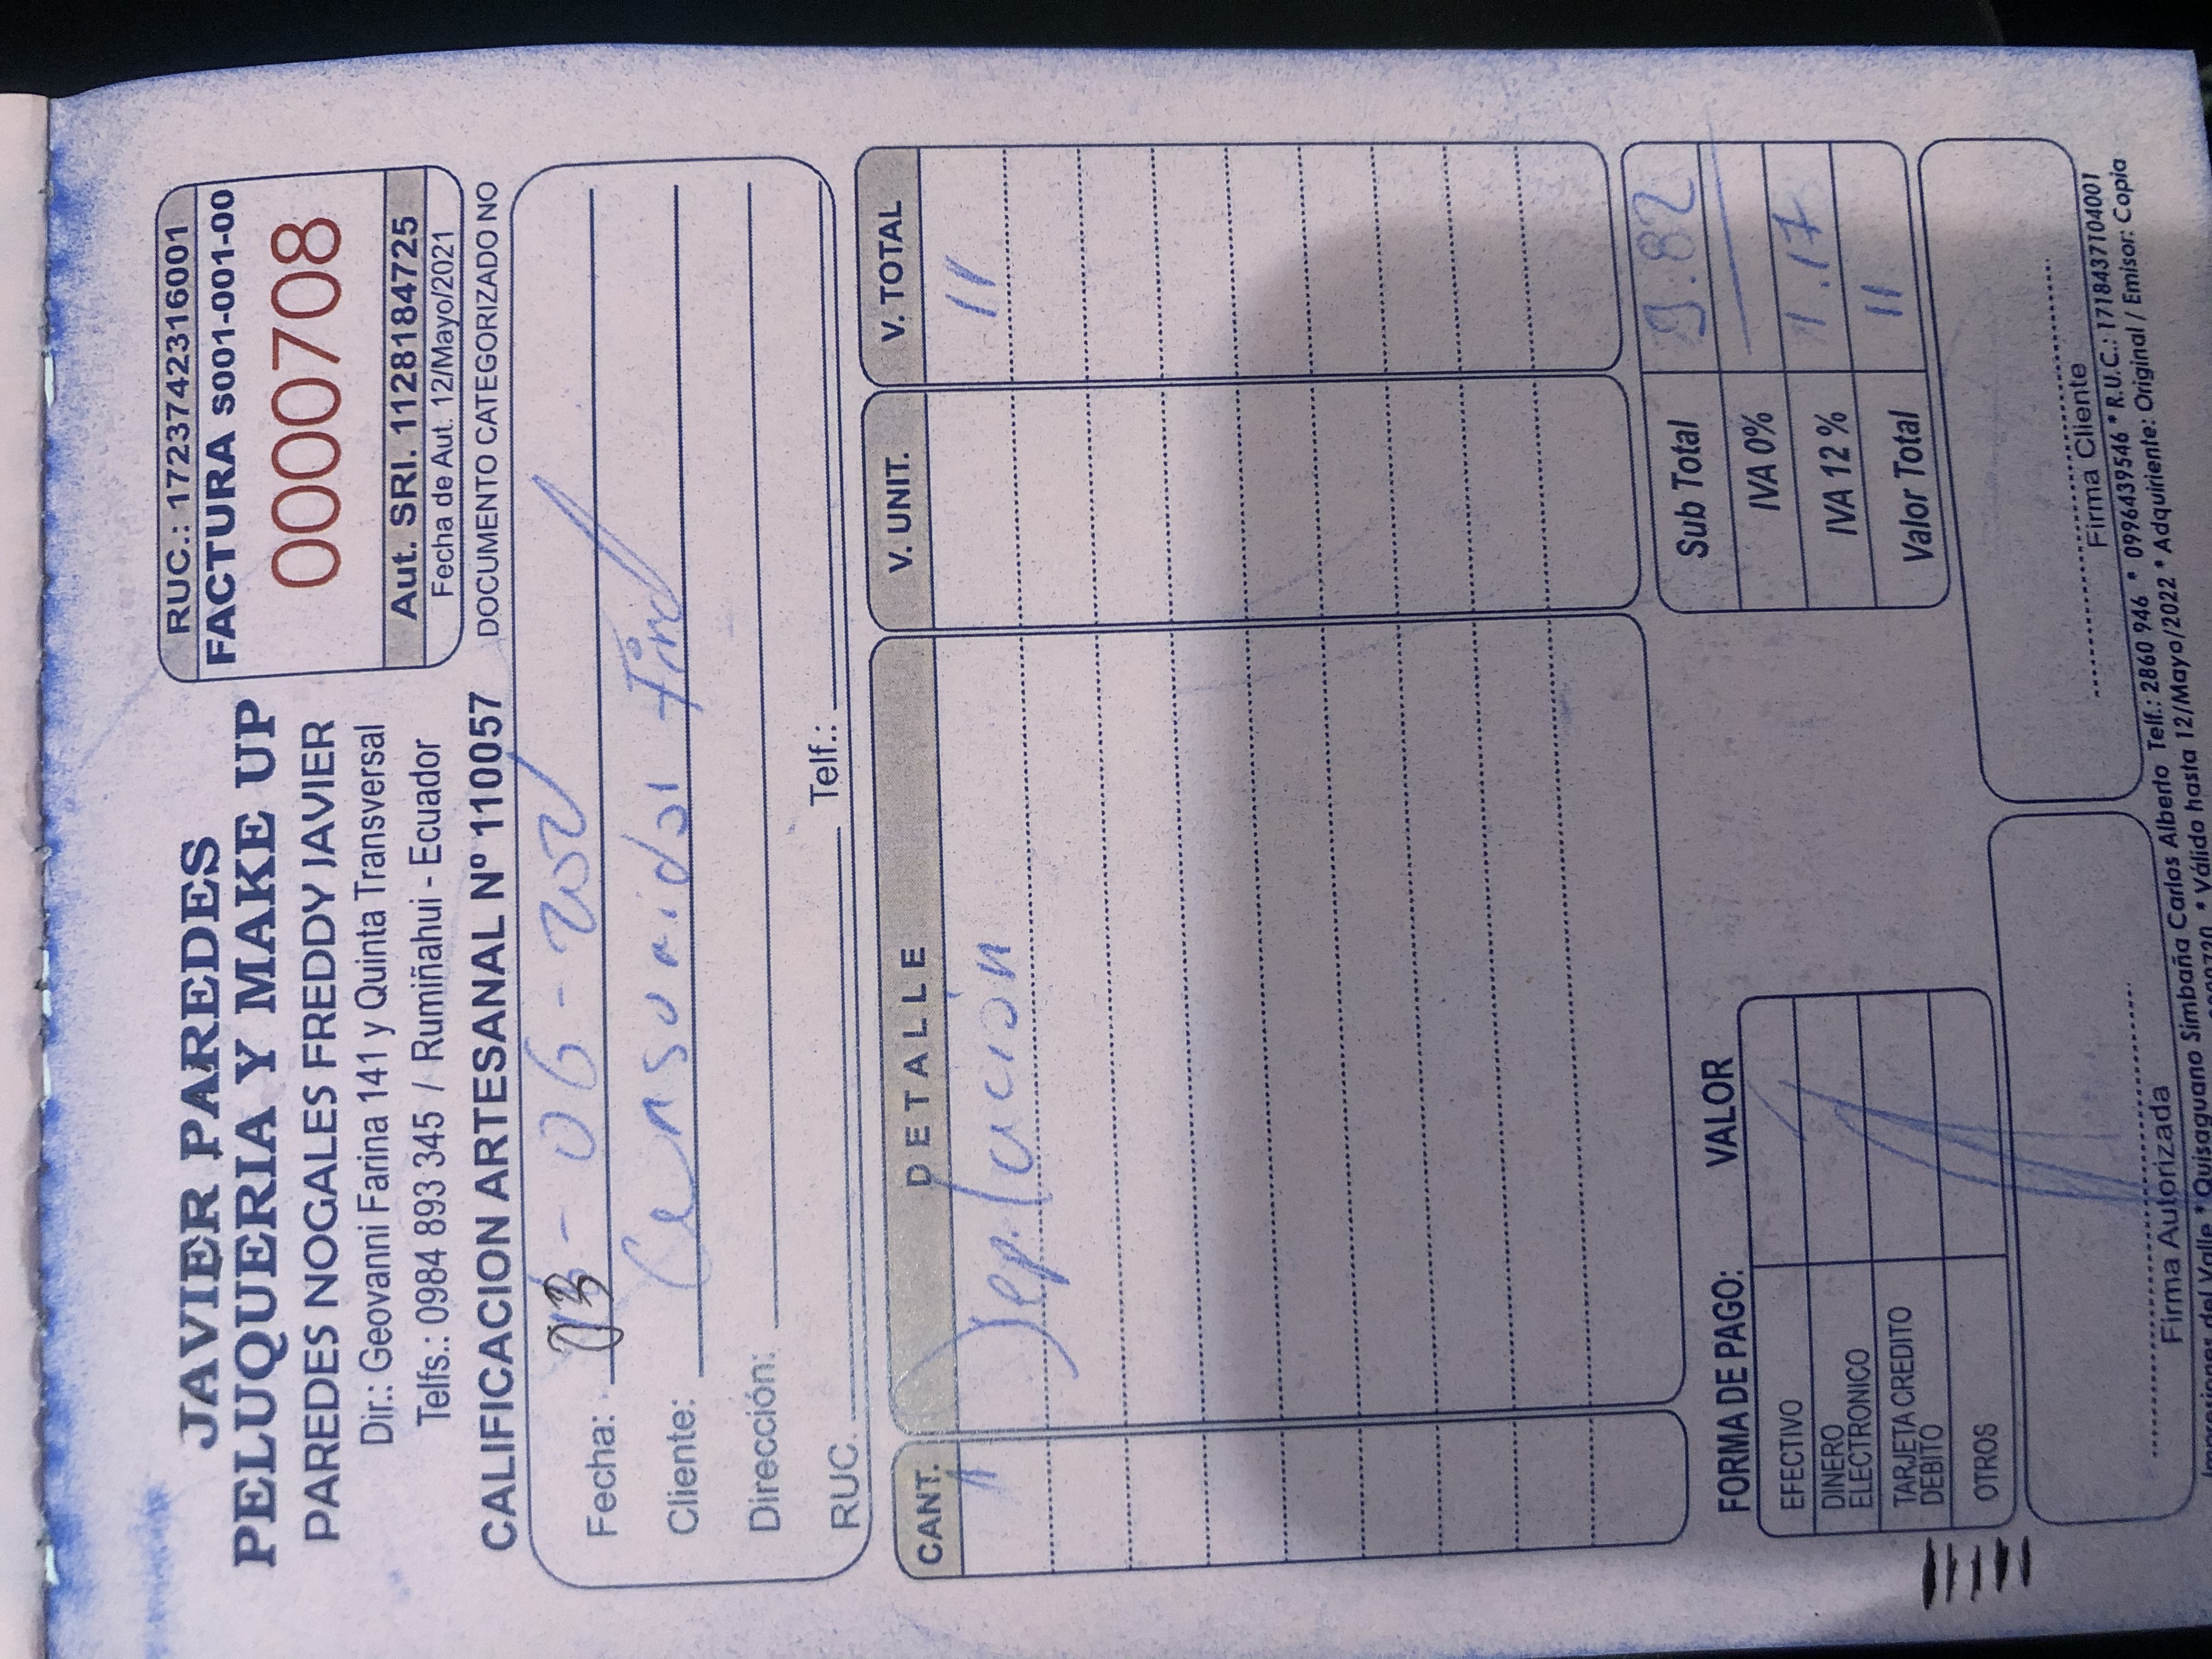 JAVIER PAREDES
PELUQUERIA Y MAKE UP
PAREDES NOGALES FREDDY JAVIER
Dir.: Geovanni Farina 141 y Quinta Transversal
Telfs.: 0984 893 345 / Rumiñahui - Ecuador
CALIFICACION ARTESANAL Nº 110057
RUC.: 1723742316001
FACTURA S001-001-00
0000708
Aut. SRI. 1128184725
Fecha de Aut. 12/Mayo/2021
DOCUMENTO CATEGORIZADO NO
Fecha: 03 - 06 - 2021
Cliente: Consumidor Final
Dirección:
RUC. Telf.:
CANT. DETALLE V. UNIT. V. TOTAL
1 Depilación 11
Sub Total 9.82
IVA 0%
IVA 12 % 1.17
Valor Total 11
FORMA DE PAGO: VALOR
EFECTIVO
DINERO
ELECTRONICO
TARJETA CREDITO
DEBITO
OTROS
Firma Autorizada
Firma Cliente
Impresiones del Valle * Quisaguano Simbaña Carlos Alberto Telf.: 2860 946 * 0996439546 * R.U.C.: 1718437104001
* Válido hasta 12/Mayo/2022 * Adquiriente: Original / Emisor: Copia